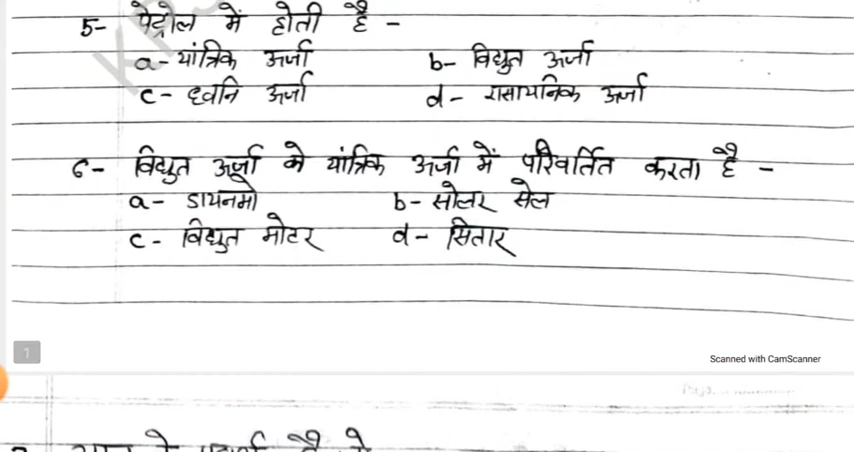 5- पेट्रोल में होती है -
a- यांत्रिक ऊर्जा b- विद्युत ऊर्जा
c- ध्वनि ऊर्जा d- रासायनिक ऊर्जा
6- विद्युत ऊर्जा को यांत्रिक ऊर्जा में परिवर्तित करता है -
a- डायनमो b- सोलर सेल
c- विद्युत मोटर d- सितार
1
Scanned with CamScanner